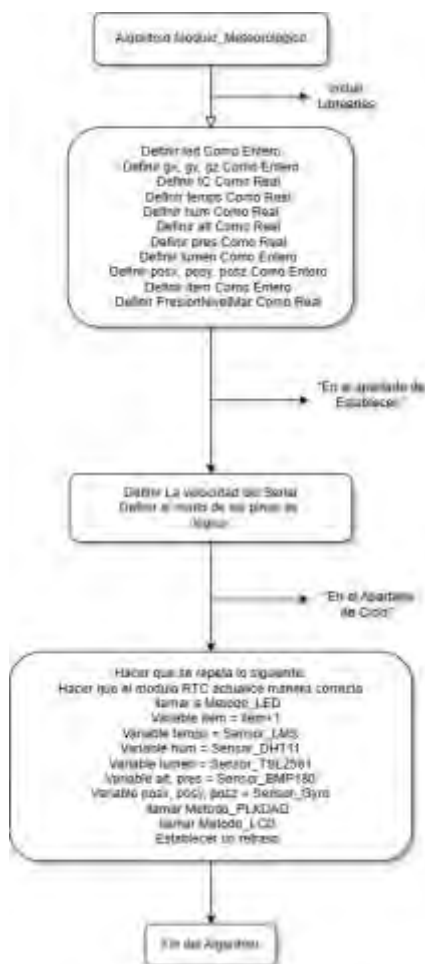 Algoritmo Modulo_Meteorologico
Incluir
Librerias
Definir led Como Entero
Definir gx, gy, gz Como Entero
Definir tC Como Real
Definir temps Como Real
Definir hum Como Real
Definir alt Como Real
Definir pres Como Real
Definir lumen Como Entero
Definir posx, posy, posz Como Entero
Definir item Como Entero
Definir PresionNivelMar Como Real
"En el apartado de
Establecer"
Definir La velocidad del Serial
Definir el modo de los pines
logico
"En el Apartado
de Ciclo"
Hacer que se repeta lo siguiente:
Hacer que el modulo RTC actualice manera correcta
llamar a Metodo_LED
Variable item = item+1
Variable temps = Sensor_LM5
Variable hum = Sensor_DHT11
Variable lumen = Sensor_TSL2561
Variable alt, pres = Sensor_BMP180
Variable posx, posy, posz = Sensor_Gyro
llamar Metodo_PLXDAQ
llamar Metodo_LCD
Establecer un retraso
Fin del Algoritmo